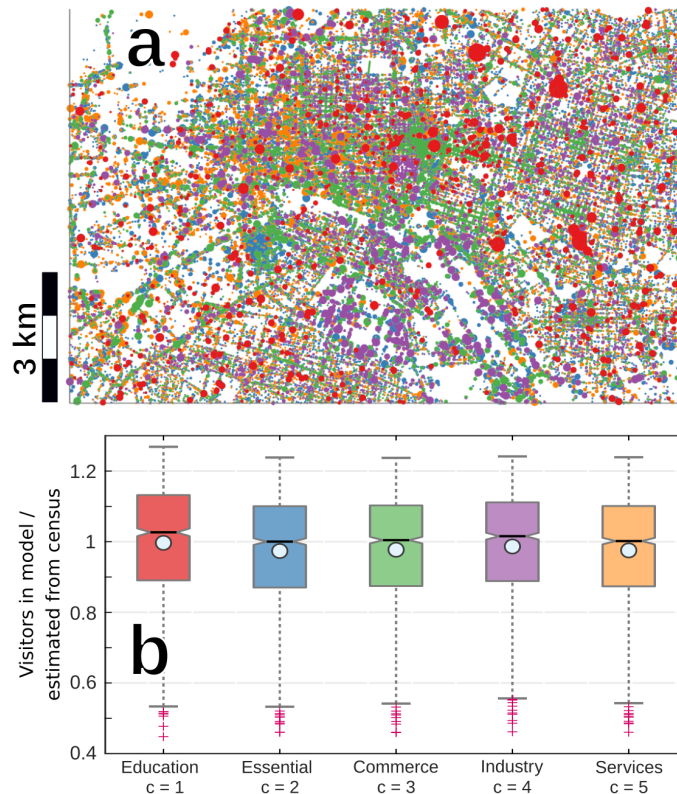 a
3 km
Visitors in model /
estimated from census
1.2
1
0.8
0.6
0.4
b
Education
c = 1
Essential
c = 2
Commerce
c = 3
Industry
c = 4
Services
c = 5